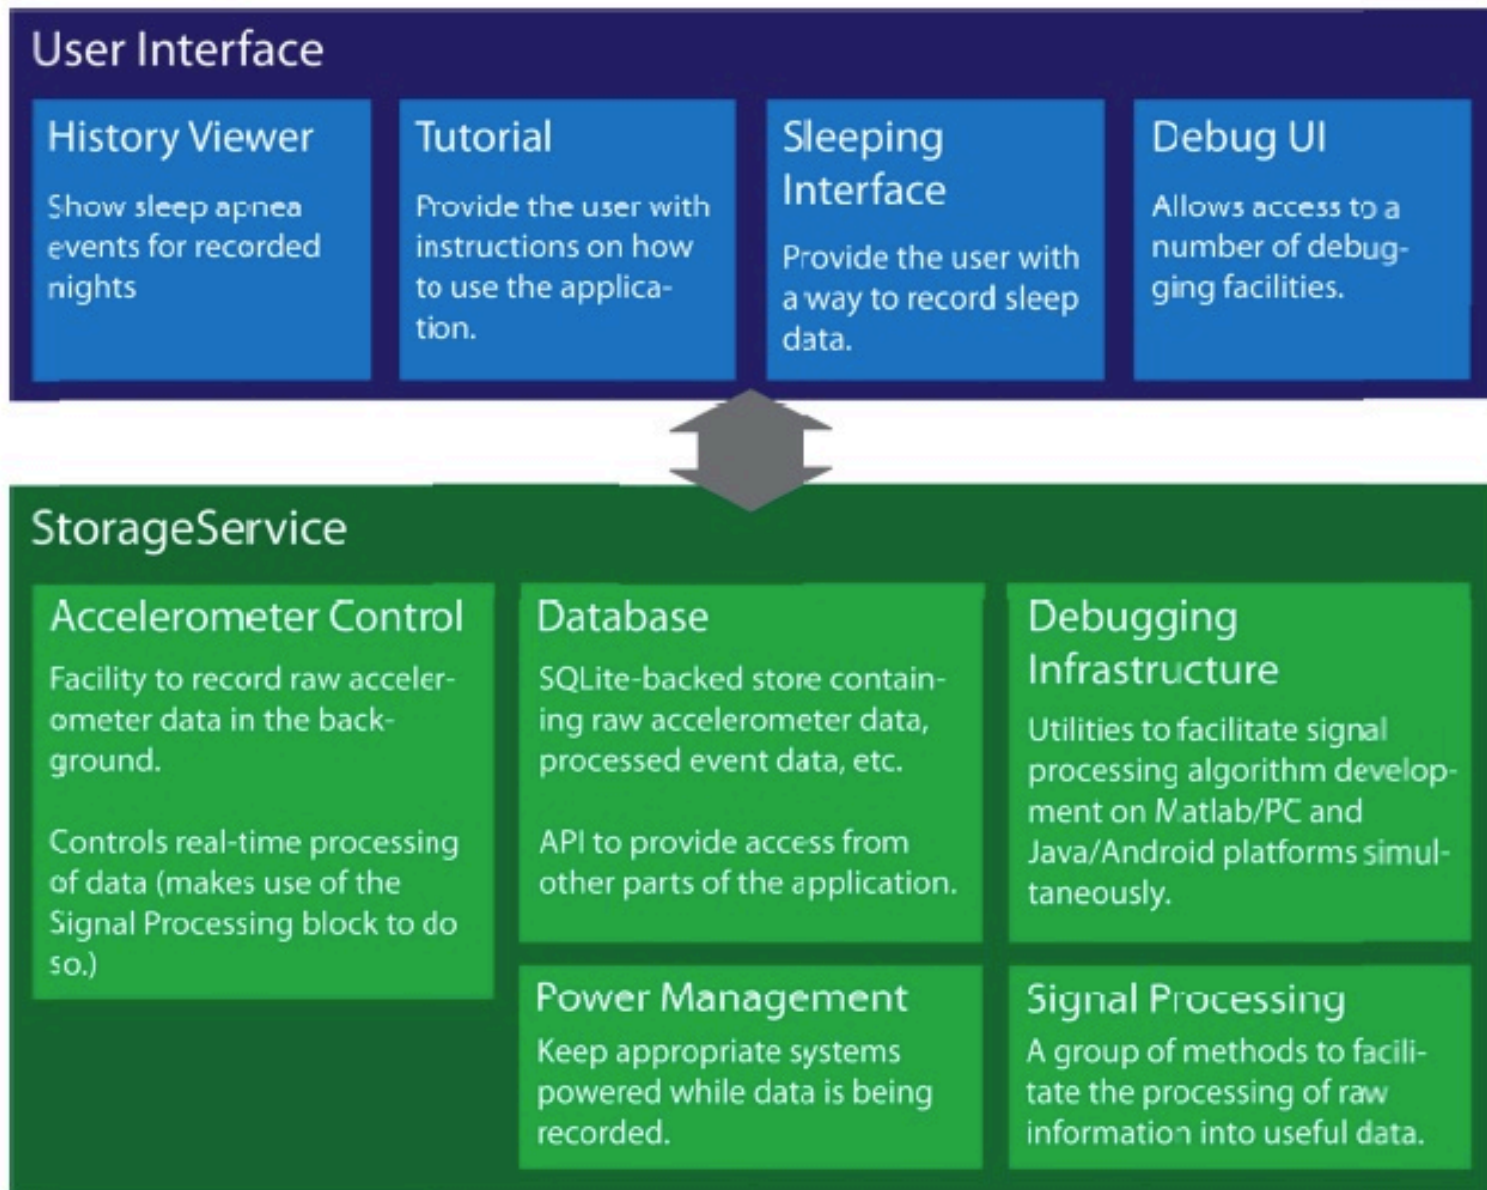 User Interface
History Viewer
Show sleep apnea
events for recorded
nights
Tutorial
Provide the user with
instructions on how
to use the applica-
tion.
Sleeping
Interface
Provide the user with
a way to record sleep
data.
Debug UI
Allows access to a
number of debug-
ging facilities.
StorageService
Accelerometer Control
Facility to record raw acceler-
ometer data in the back-
ground.
Controls real-time processing
of data (makes use of the
Signal Processing block to do
so.)
Database
SQLite-backed store contain-
ing raw accelerometer data,
processed event data, etc.
API to provide access from
other parts of the application.
Debugging
Infrastructure
Utilities to facilitate signal
processing algorithm develop-
ment on Matlab/PC and
Java/Android platforms simul-
taneously.
Power Management
Keep appropriate systems
powered while data is being
recorded.
Signal Processing
A group of methods to facili-
tate the processing of raw
information into useful data.